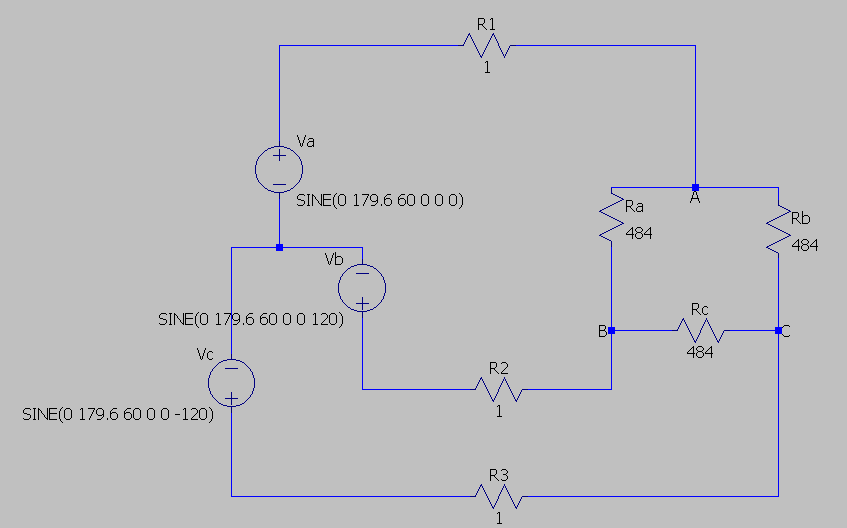 R1
1
Va
SINE(0 179.6 60 0 0 0)
A
Ra
484
Rb
484
Vb
SINE(0 179.6 60 0 0 120)
B
Rc
484
C
Vc
SINE(0 179.6 60 0 0 -120)
R2
1
R3
1